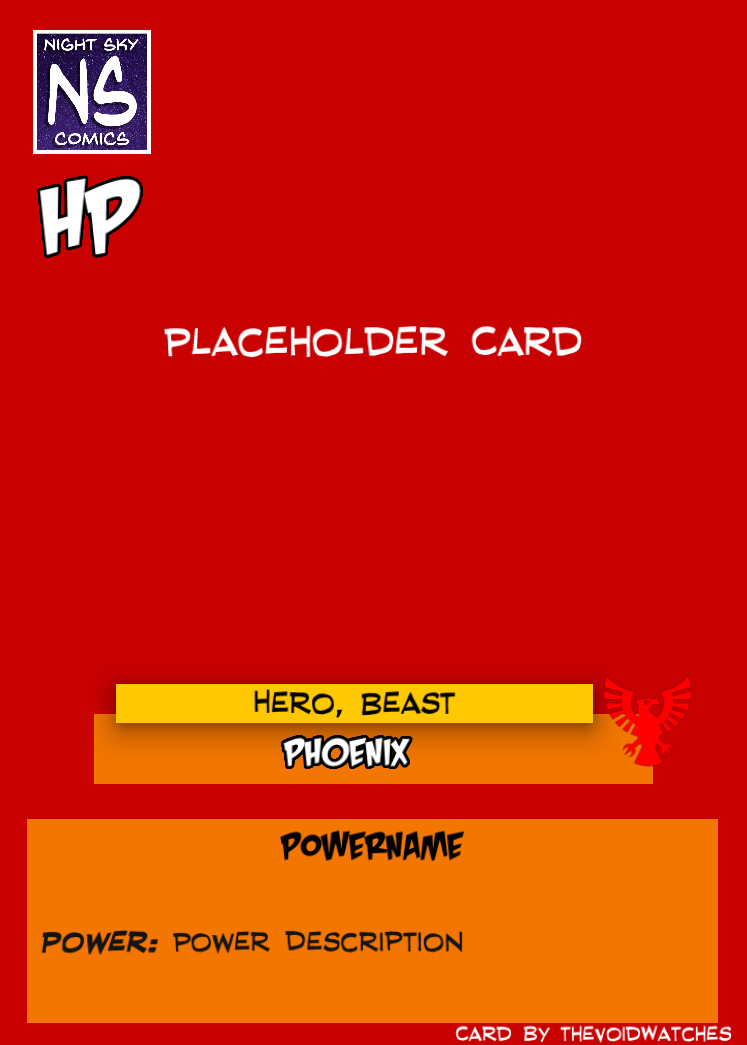 NIGHT SKY
NS
COMICS
HP
PLACEHOLDER CARD
HERO, BEAST
PHOENIX
POWERNAME
POWER: POWER DESCRIPTION
CARD BY THEVOIDWATCHES